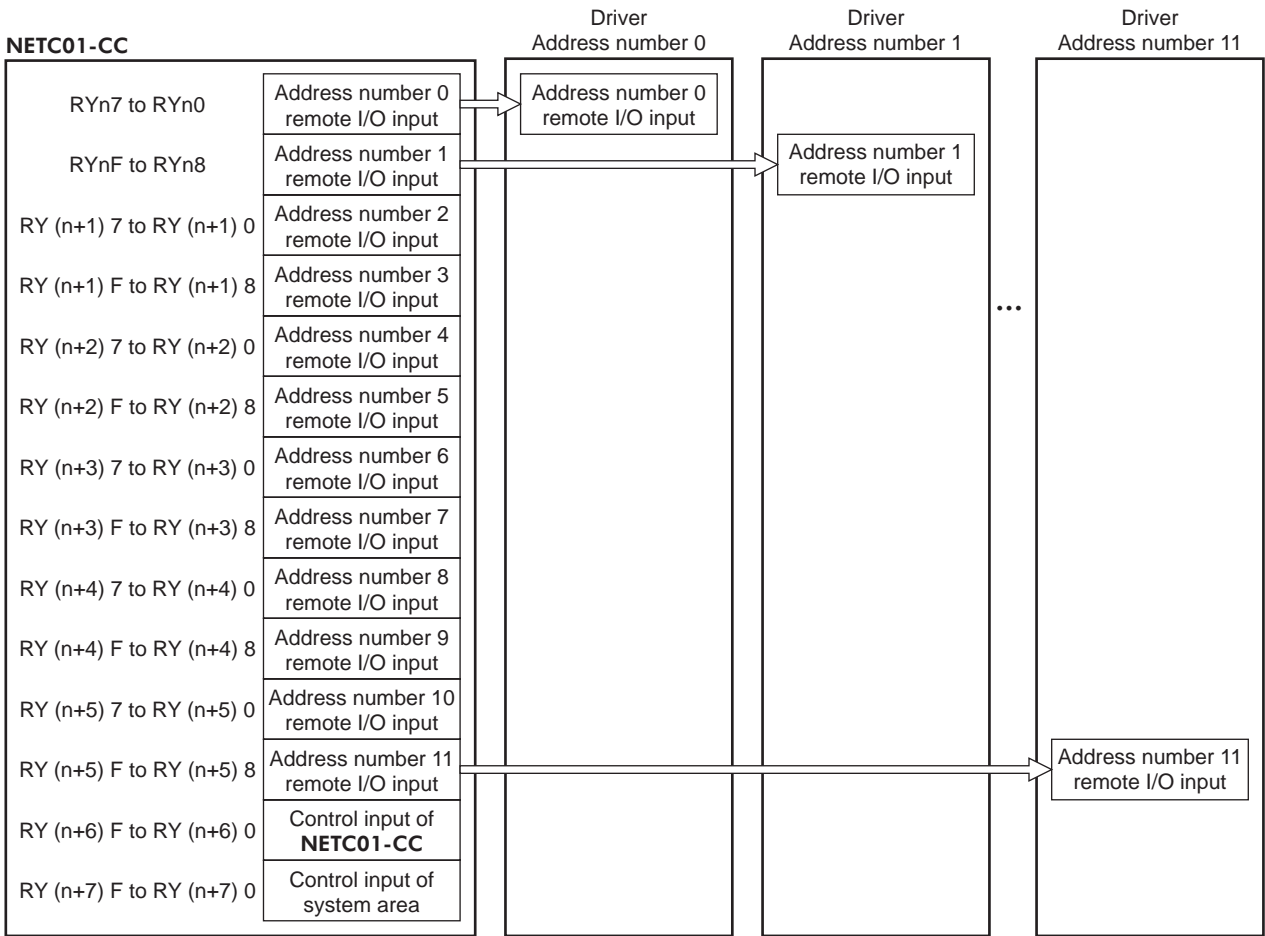 NETC01-CC
Driver
Address number 0
Driver
Address number 1
Driver
Address number 11
RYn7 to RYn0
Address number 0
remote I/O input
Address number 0
remote I/O input
RYnF to RYn8
Address number 1
remote I/O input
Address number 1
remote I/O input
RY (n+1) 7 to RY (n+1) 0
Address number 2
remote I/O input
RY (n+1) F to RY (n+1) 8
Address number 3
remote I/O input
...
RY (n+2) 7 to RY (n+2) 0
Address number 4
remote I/O input
RY (n+2) F to RY (n+2) 8
Address number 5
remote I/O input
RY (n+3) 7 to RY (n+3) 0
Address number 6
remote I/O input
RY (n+3) F to RY (n+3) 8
Address number 7
remote I/O input
RY (n+4) 7 to RY (n+4) 0
Address number 8
remote I/O input
RY (n+4) F to RY (n+4) 8
Address number 9
remote I/O input
RY (n+5) 7 to RY (n+5) 0
Address number 10
remote I/O input
RY (n+5) F to RY (n+5) 8
Address number 11
remote I/O input
Address number 11
remote I/O input
RY (n+6) F to RY (n+6) 0
Control input of
NETC01-CC
RY (n+7) F to RY (n+7) 0
Control input of
system area